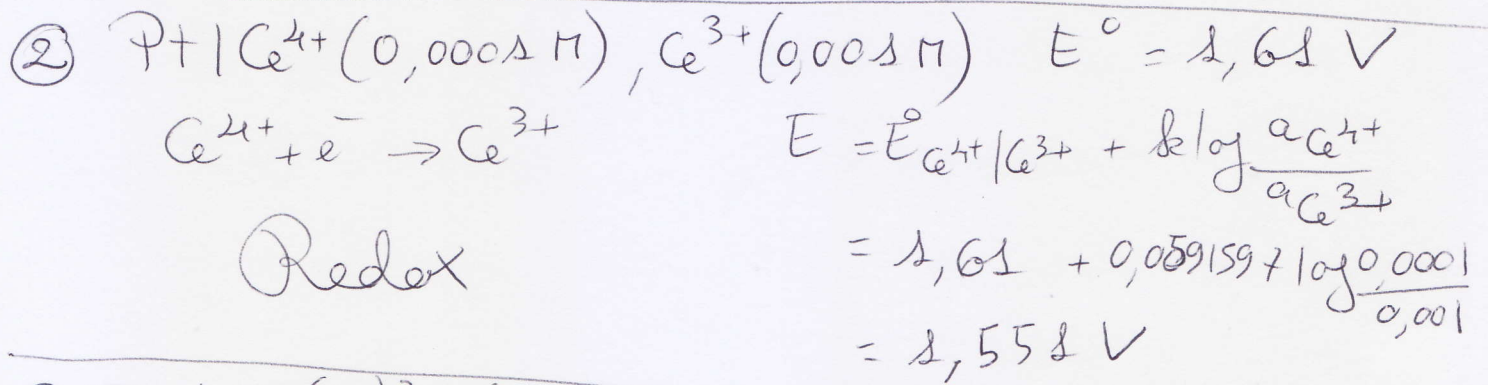 ② Pt | Ce⁴⁺ (0,0001 M), Ce³⁺ (0,001 M) E° = 1,61 V
Ce⁴⁺ + e⁻ → Ce³⁺ E = E°Ce⁴⁺|Ce³⁺ + k log aCe⁴⁺/aCe³⁺
Redox = 1,61 + 0,059159 * log 0,0001/0,001
= 1,551 V